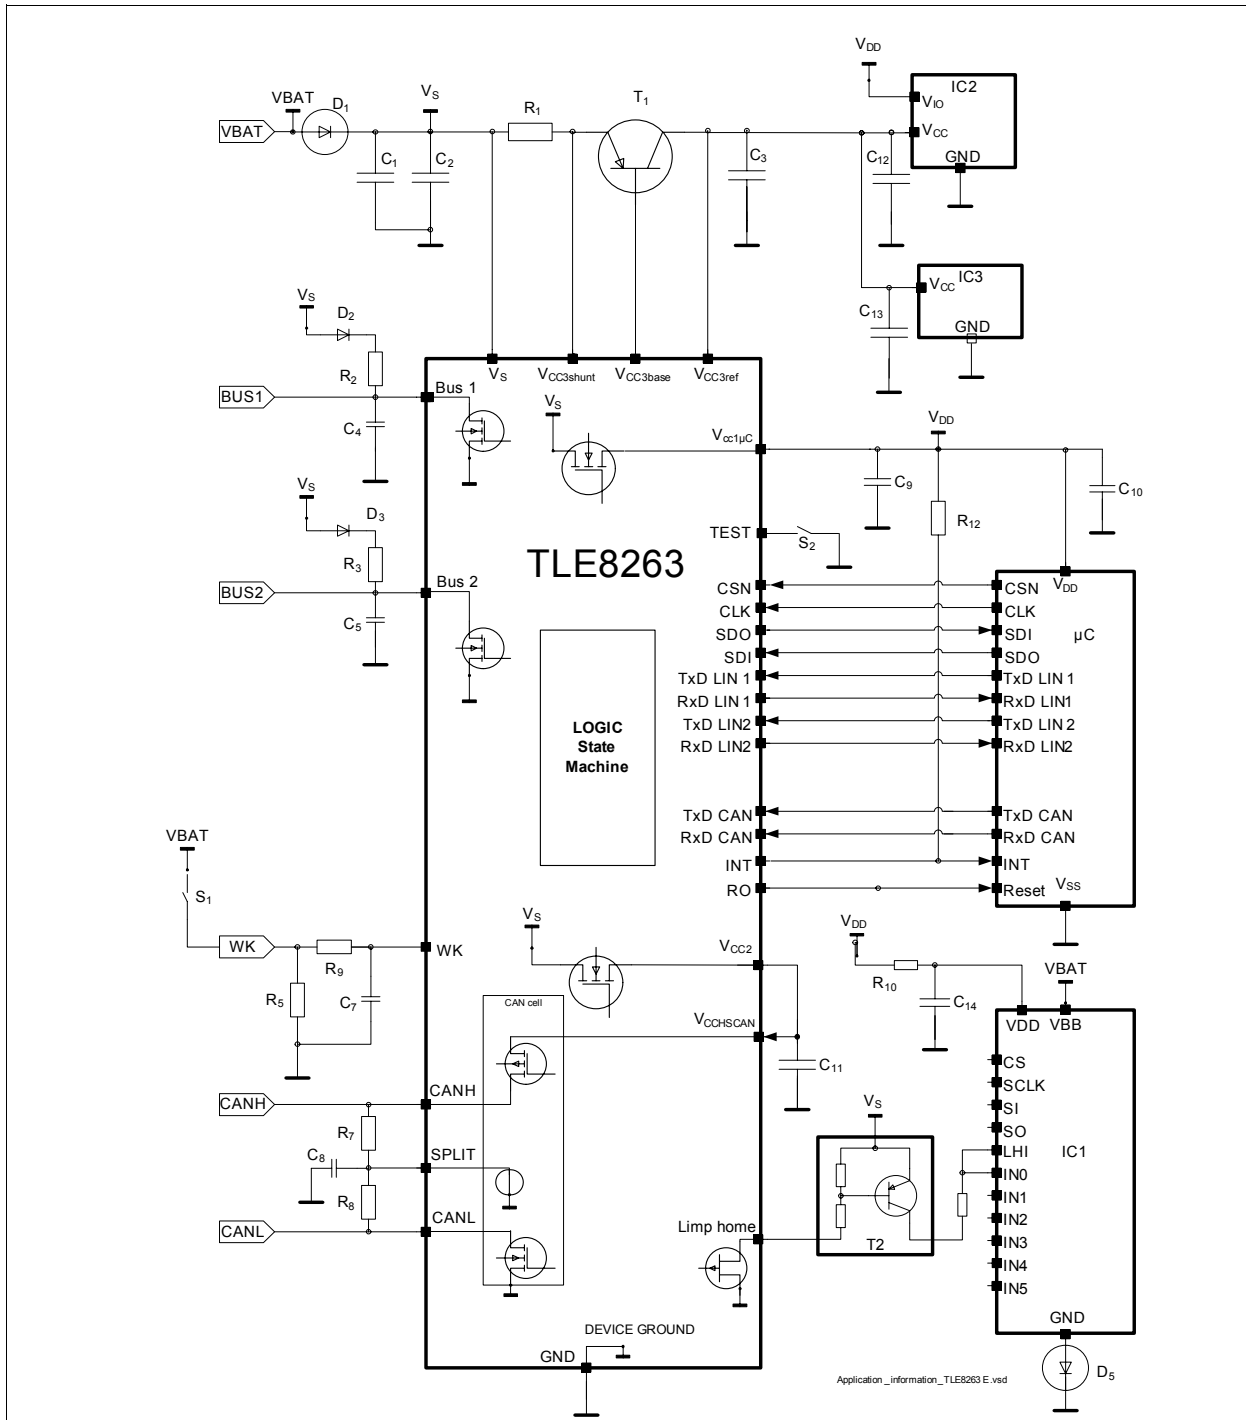 VDD
IC2
VIO
VCC
GND
VBAT
VBAT
D1
VS
R1
T1
C1
C2
C3
C12
IC3
VCC
GND
C13
VS
D2
R2
BUS1
C4
Bus 1
VS
VCC3shunt
VCC3base
VCC3ref
VS
Vcc1µC
VDD
C9
R12
C10
VS
D3
R3
BUS2
C5
Bus 2
TLE8263
TEST
S2
CSN
CLK
SDO
SDI
TxD LIN 1
RxD LIN 1
TxD LIN2
RxD LIN2
TxD CAN
RxD CAN
INT
RO
VDD
µC
CSN
CLK
SDI
SDO
TxD LIN 1
RxD LIN1
TxD LIN 2
RxD LIN2
TxD CAN
RxD CAN
INT
Reset
VSS
LOGIC
State
Machine
VBAT
S1
WK
R9
R5
C7
WK
VS
VCC2
VCCHSCAN
C11
CAN cell
CANH
CANH
R7
C8
SPLIT
R8
CANL
CANL
VDD
R10
C14
VBAT
VDD
VBB
CS
SCLK
SI
SO
LHI
IN0
IN1
IN2
IN3
IN4
IN5
IC1
GND
D5
VS
T2
Limp home
DEVICE GROUND
GND
Application_information_TLE8263 E.vsd